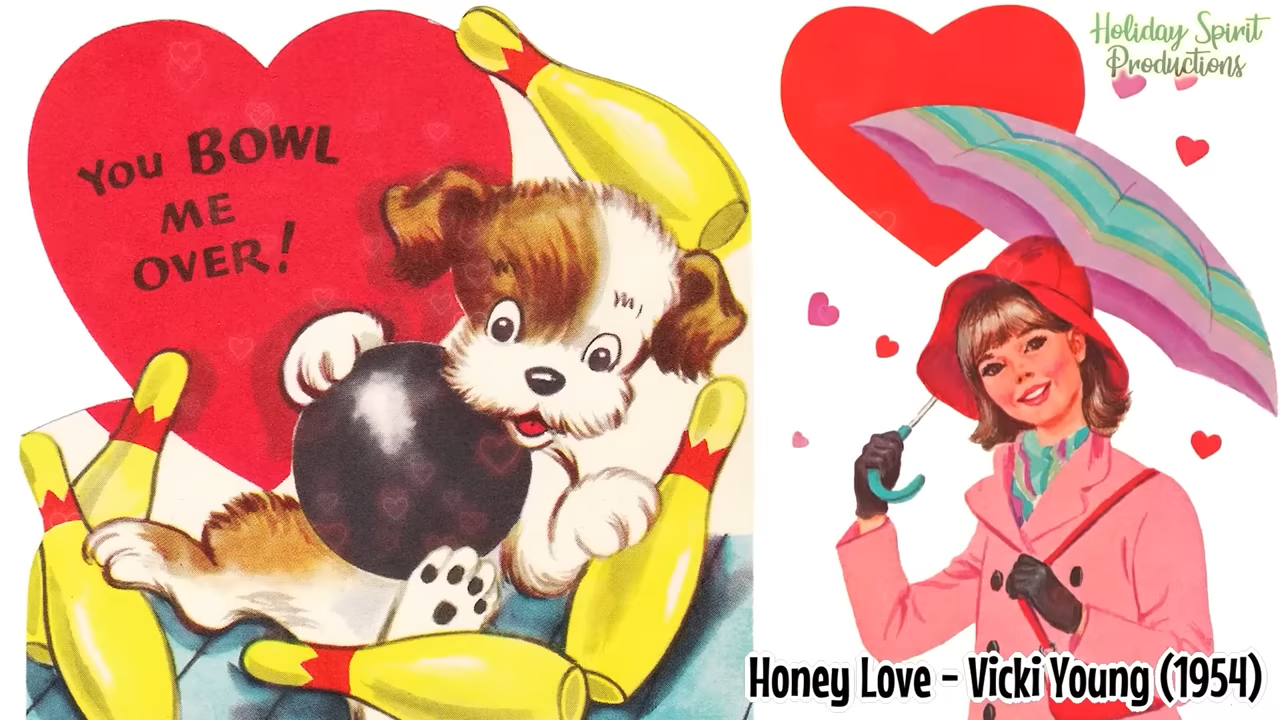 You BOWL
ME
OVER!
Holiday Spirit
Productions
Honey Love - Vicki Young (1954)